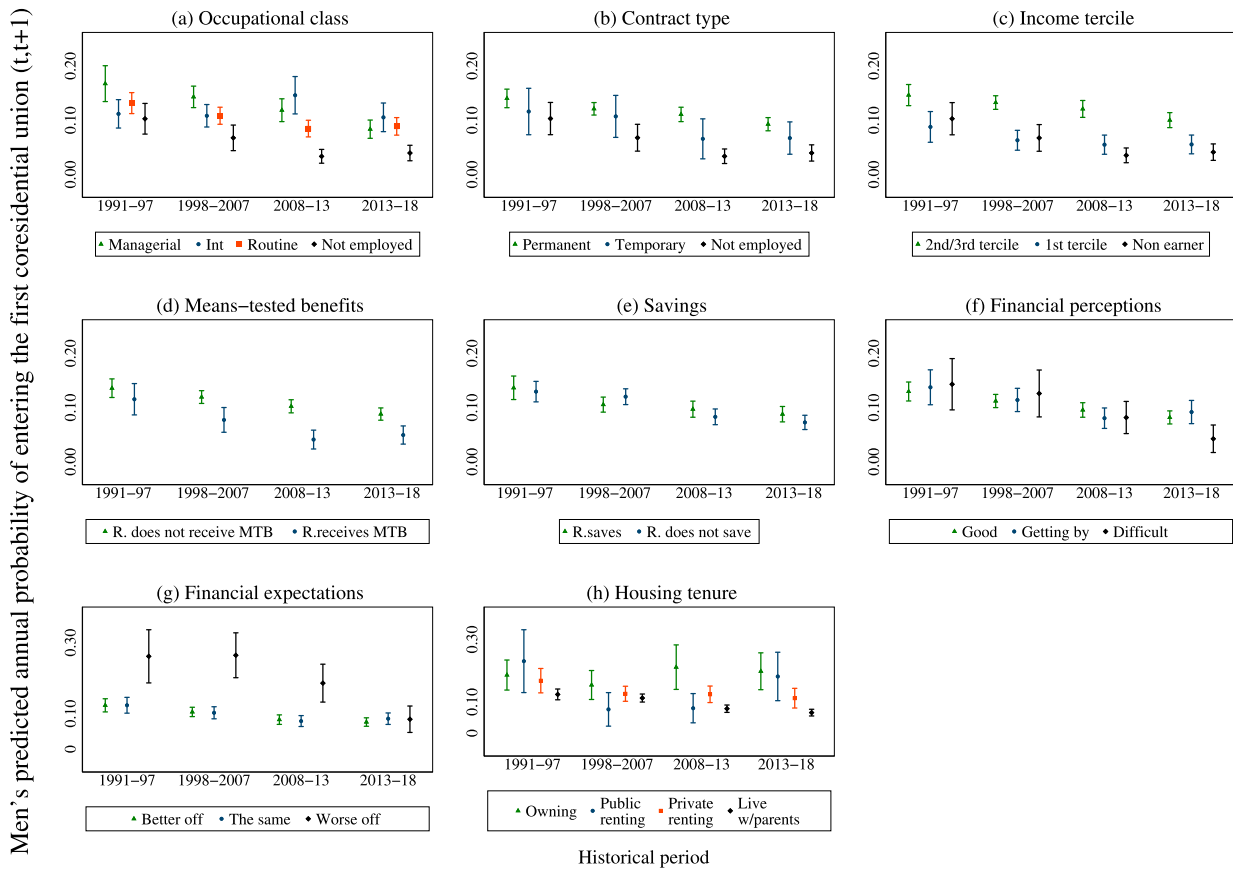 Men's predicted annual probability of entering the first coresidential union (t,t+1)
(a) Occupational class
0.20
0.10
0.00
1991−97 1998−2007 2008−13 2013−18
Managerial Int Routine Not employed
(b) Contract type
0.20
0.10
0.00
1991−97 1998−2007 2008−13 2013−18
Permanent Temporary Not employed
(c) Income tercile
0.20
0.10
0.00
1991−97 1998−2007 2008−13 2013−18
2nd/3rd tercile 1st tercile Non earner
(d) Means−tested benefits
0.20
0.10
0.00
1991−97 1998−2007 2008−13 2013−18
R. does not receive MTB R.receives MTB
(e) Savings
0.20
0.10
0.00
1991−97 1998−2007 2008−13 2013−18
R.saves R. does not save
(f) Financial perceptions
0.20
0.10
0.00
1991−97 1998−2007 2008−13 2013−18
Good Getting by Difficult
(g) Financial expectations
0.30
0.10
0
1991−97 1998−2007 2008−13 2013−18
Better off The same Worse off
(h) Housing tenure
0.30
0.10
0
1991−97 1998−2007 2008−13 2013−18
Owning Public renting Private renting Live w/parents
Historical period